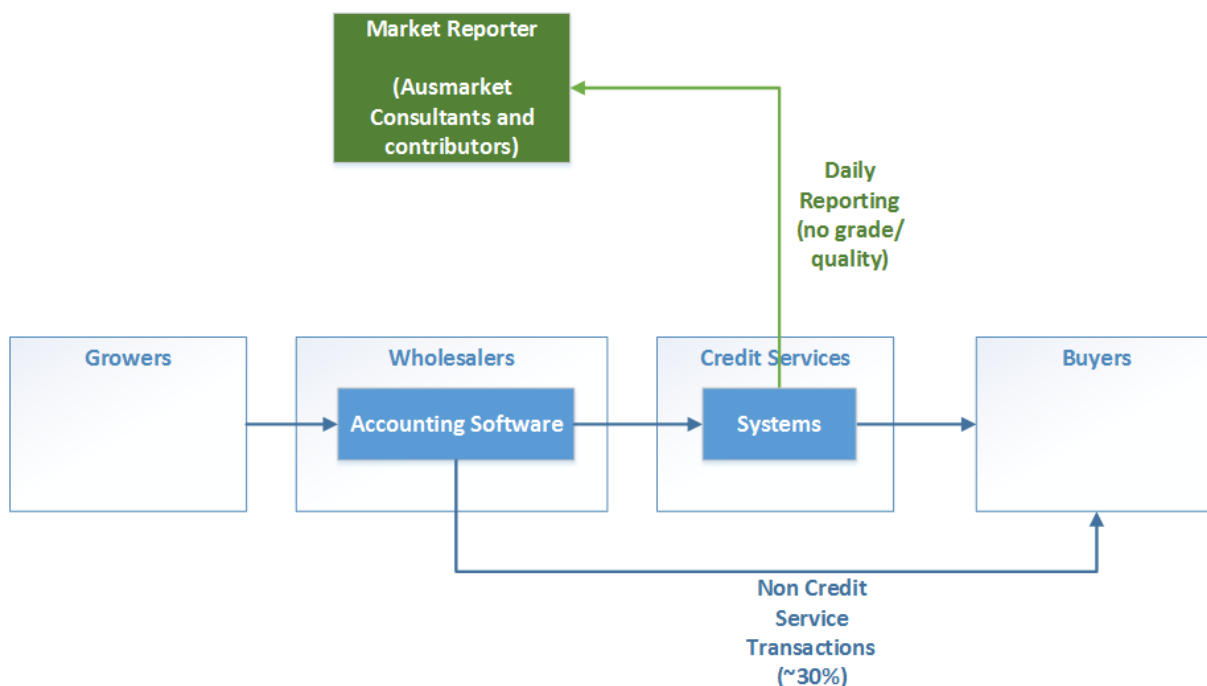 Market Reporter
(Ausmarket
Consultants and
contributors)
Daily
Reporting
(no grade/
quality)
Growers
Wholesalers
Credit Services
Buyers
Accounting Software
Systems
Non Credit
Service
Transactions
(~30%)